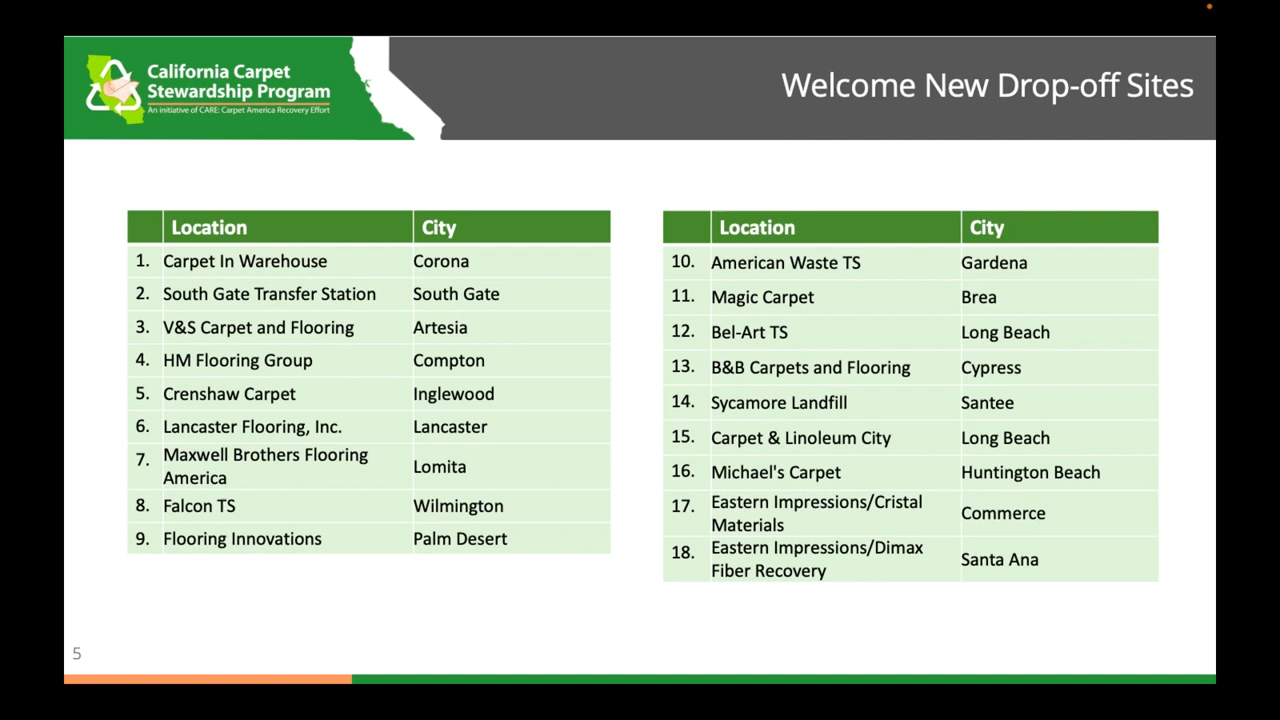 California Carpet
Stewardship Program
An initiative of CARE: Carpet America Recovery Effort
Welcome New Drop-off Sites
Location City
1. Carpet In Warehouse Corona
2. South Gate Transfer Station South Gate
3. V&S Carpet and Flooring Artesia
4. HM Flooring Group Compton
5. Crenshaw Carpet Inglewood
6. Lancaster Flooring, Inc. Lancaster
7. Maxwell Brothers Flooring
America Lomita
8. Falcon TS Wilmington
9. Flooring Innovations Palm Desert
Location City
10. American Waste TS Gardena
11. Magic Carpet Brea
12. Bel-Art TS Long Beach
13. B&B Carpets and Flooring Cypress
14. Sycamore Landfill Santee
15. Carpet & Linoleum City Long Beach
16. Michael's Carpet Huntington Beach
17. Eastern Impressions/Cristal
Materials Commerce
18. Eastern Impressions/Dimax
Fiber Recovery Santa Ana
5